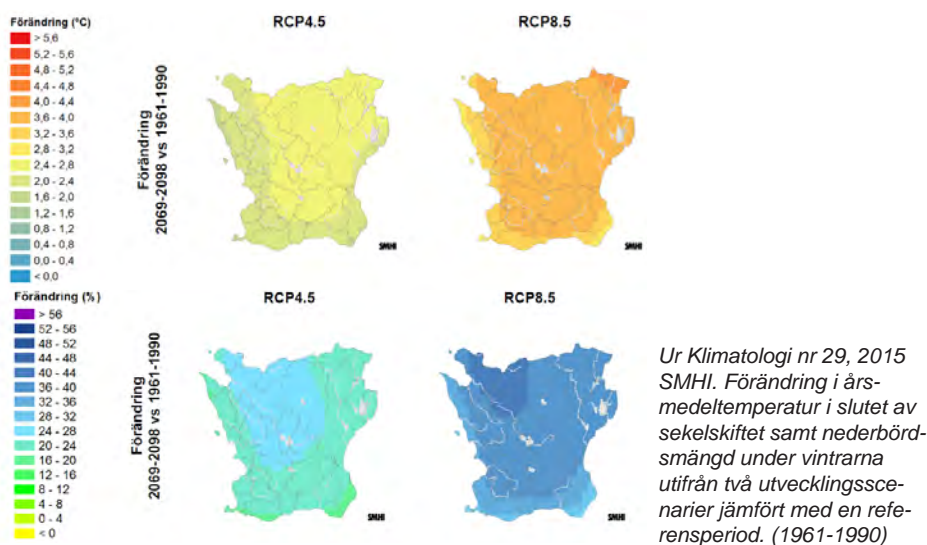 Förändring (°C)
> 5,6
5,2 - 5,6
4,8 - 5,2
4,4 - 4,8
4,0 - 4,4
3,6 - 4,0
3,2 - 3,6
2,8 - 3,2
2,4 - 2,8
2,0 - 2,4
1,6 - 2,0
1,2 - 1,6
0,8 - 1,2
0,4 - 0,8
0,0 - 0,4
< 0,0
RCP4.5
RCP8.5
Förändring
2069-2098 vs 1961-1990
SMHI
SMHI
Förändring (%)
> 56
52 - 56
48 - 52
44 - 48
40 - 44
36 - 40
32 - 36
28 - 32
24 - 28
20 - 24
16 - 20
12 - 16
8 - 12
4 - 8
0 - 4
< 0
RCP4.5
RCP8.5
Förändring
2069-2098 vs 1961-1990
SMHI
SMHI
Ur Klimatologi nr 29, 2015
SMHI. Förändring i års-
medeltemperatur i slutet av
sekelskiftet samt nederbörd-
smängd under vintrarna
utifrån två utvecklingsce-
narier jämfört med en refe-
rensperiod. (1961-1990)